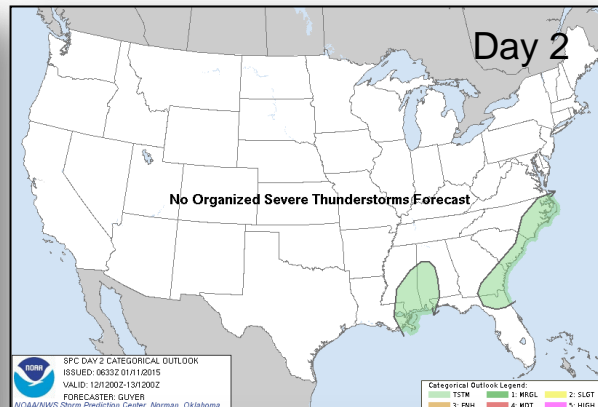 Day 2
No Organized Severe Thunderstorms Forecast
NOAA
SPC DAY 2 CATEGORICAL OUTLOOK
ISSUED: 0633Z 01/11/2015
VALID: 12/1200Z-13/1200Z
FORECASTER: GUYER
NOAA/NWS Storm Prediction Center, Norman, Oklahoma
Categorical Outlook Legend:
TSTM 1: MRGL 2: SLGT
3: ENH 4: MDT 5: HIGH